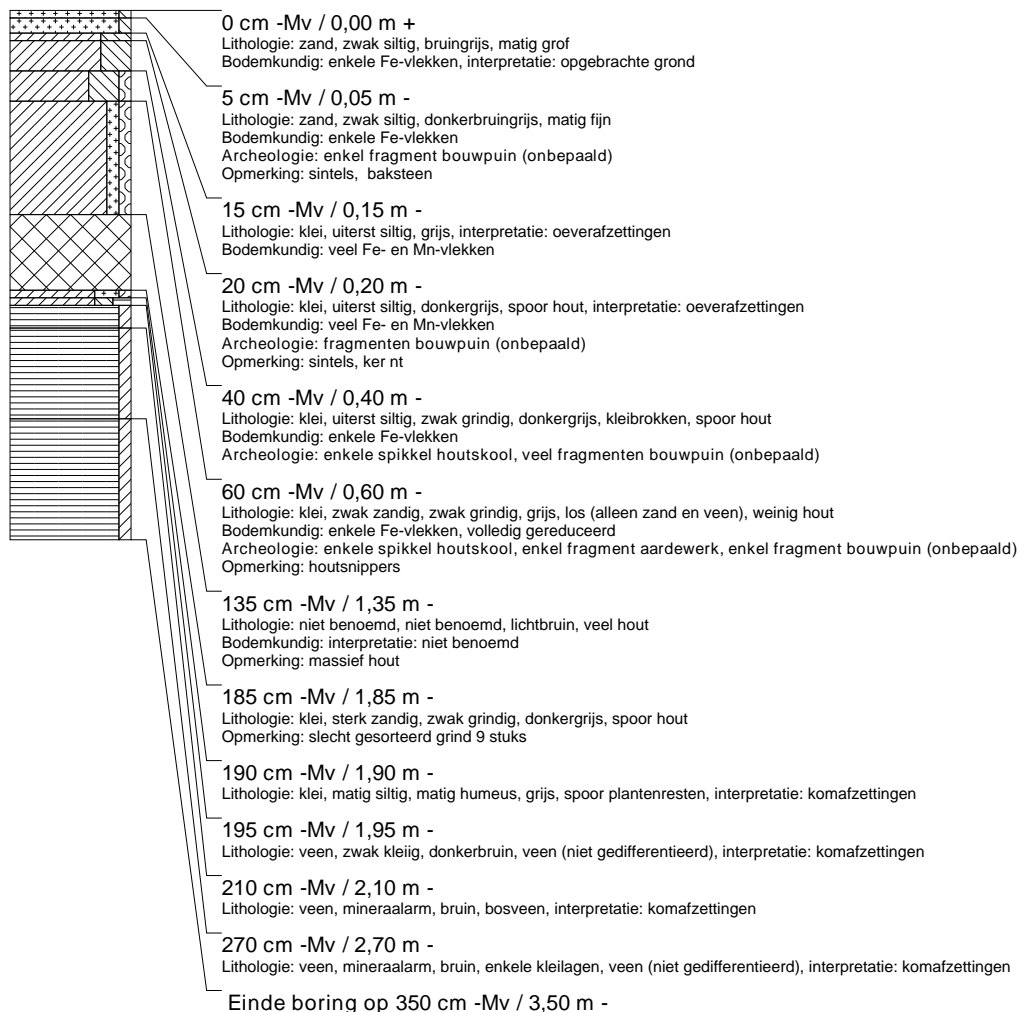 0 cm -Mv / 0,00 m +
Lithologie: zand, zwak siltig, bruingrijs, matig grof
Bodemkundig: enkele Fe-vlekken, interpretatie: opgebrachte grond
5 cm -Mv / 0,05 m -
Lithologie: zand, zwak siltig, donkerbruingrijs, matig fijn
Bodemkundig: enkele Fe-vlekken
Archeologie: enkel fragment bouwpuin (onbepaald)
Opmerking: sintels, baksteen
15 cm -Mv / 0,15 m -
Lithologie: klei, uiterst siltig, grijs, interpretatie: oeverafzettingen
Bodemkundig: veel Fe- en Mn-vlekken
20 cm -Mv / 0,20 m -
Lithologie: klei, uiterst siltig, donkergrijs, spoor hout, interpretatie: oeverafzettingen
Bodemkundig: veel Fe- en Mn-vlekken
Archeologie: fragmenten bouwpuin (onbepaald)
Opmerking: sintels, ker nt
40 cm -Mv / 0,40 m -
Lithologie: klei, uiterst siltig, zwak grindig, donkergrijs, kleibrokken, spoor hout
Bodemkundig: enkele Fe-vlekken
Archeologie: enkele spikkel houtskool, veel fragmenten bouwpuin (onbepaald)
60 cm -Mv / 0,60 m -
Lithologie: klei, zwak zandig, zwak grindig, grijs, los (alleen zand en veen), weinig hout
Bodemkundig: enkele Fe-vlekken, volledig gereduceerd
Archeologie: enkele spikkel houtskool, enkel fragment aardewerk, enkel fragment bouwpuin (onbepaald)
Opmerking: houtsnippers
135 cm -Mv / 1,35 m -
Lithologie: niet benoemd, niet benoemd, lichtbruin, veel hout
Bodemkundig: interpretatie: niet benoemd
Opmerking: massief hout
185 cm -Mv / 1,85 m -
Lithologie: klei, sterk zandig, zwak grindig, donkergrijs, spoor hout
Opmerking: slecht gesorteerd grind 9 stuks
190 cm -Mv / 1,90 m -
Lithologie: klei, matig siltig, matig humeus, grijs, spoor plantenresten, interpretatie: komafzettingen
195 cm -Mv / 1,95 m -
Lithologie: veen, zwak kleiig, donkerbruin, veen (niet gedifferentieerd), interpretatie: komafzettingen
210 cm -Mv / 2,10 m -
Lithologie: veen, mineraalarm, bruin, bosveen, interpretatie: komafzettingen
270 cm -Mv / 2,70 m -
Lithologie: veen, mineraalarm, bruin, enkele kleilagen, veen (niet gedifferentieerd), interpretatie: komafzettingen
Einde boring op 350 cm -Mv / 3,50 m -